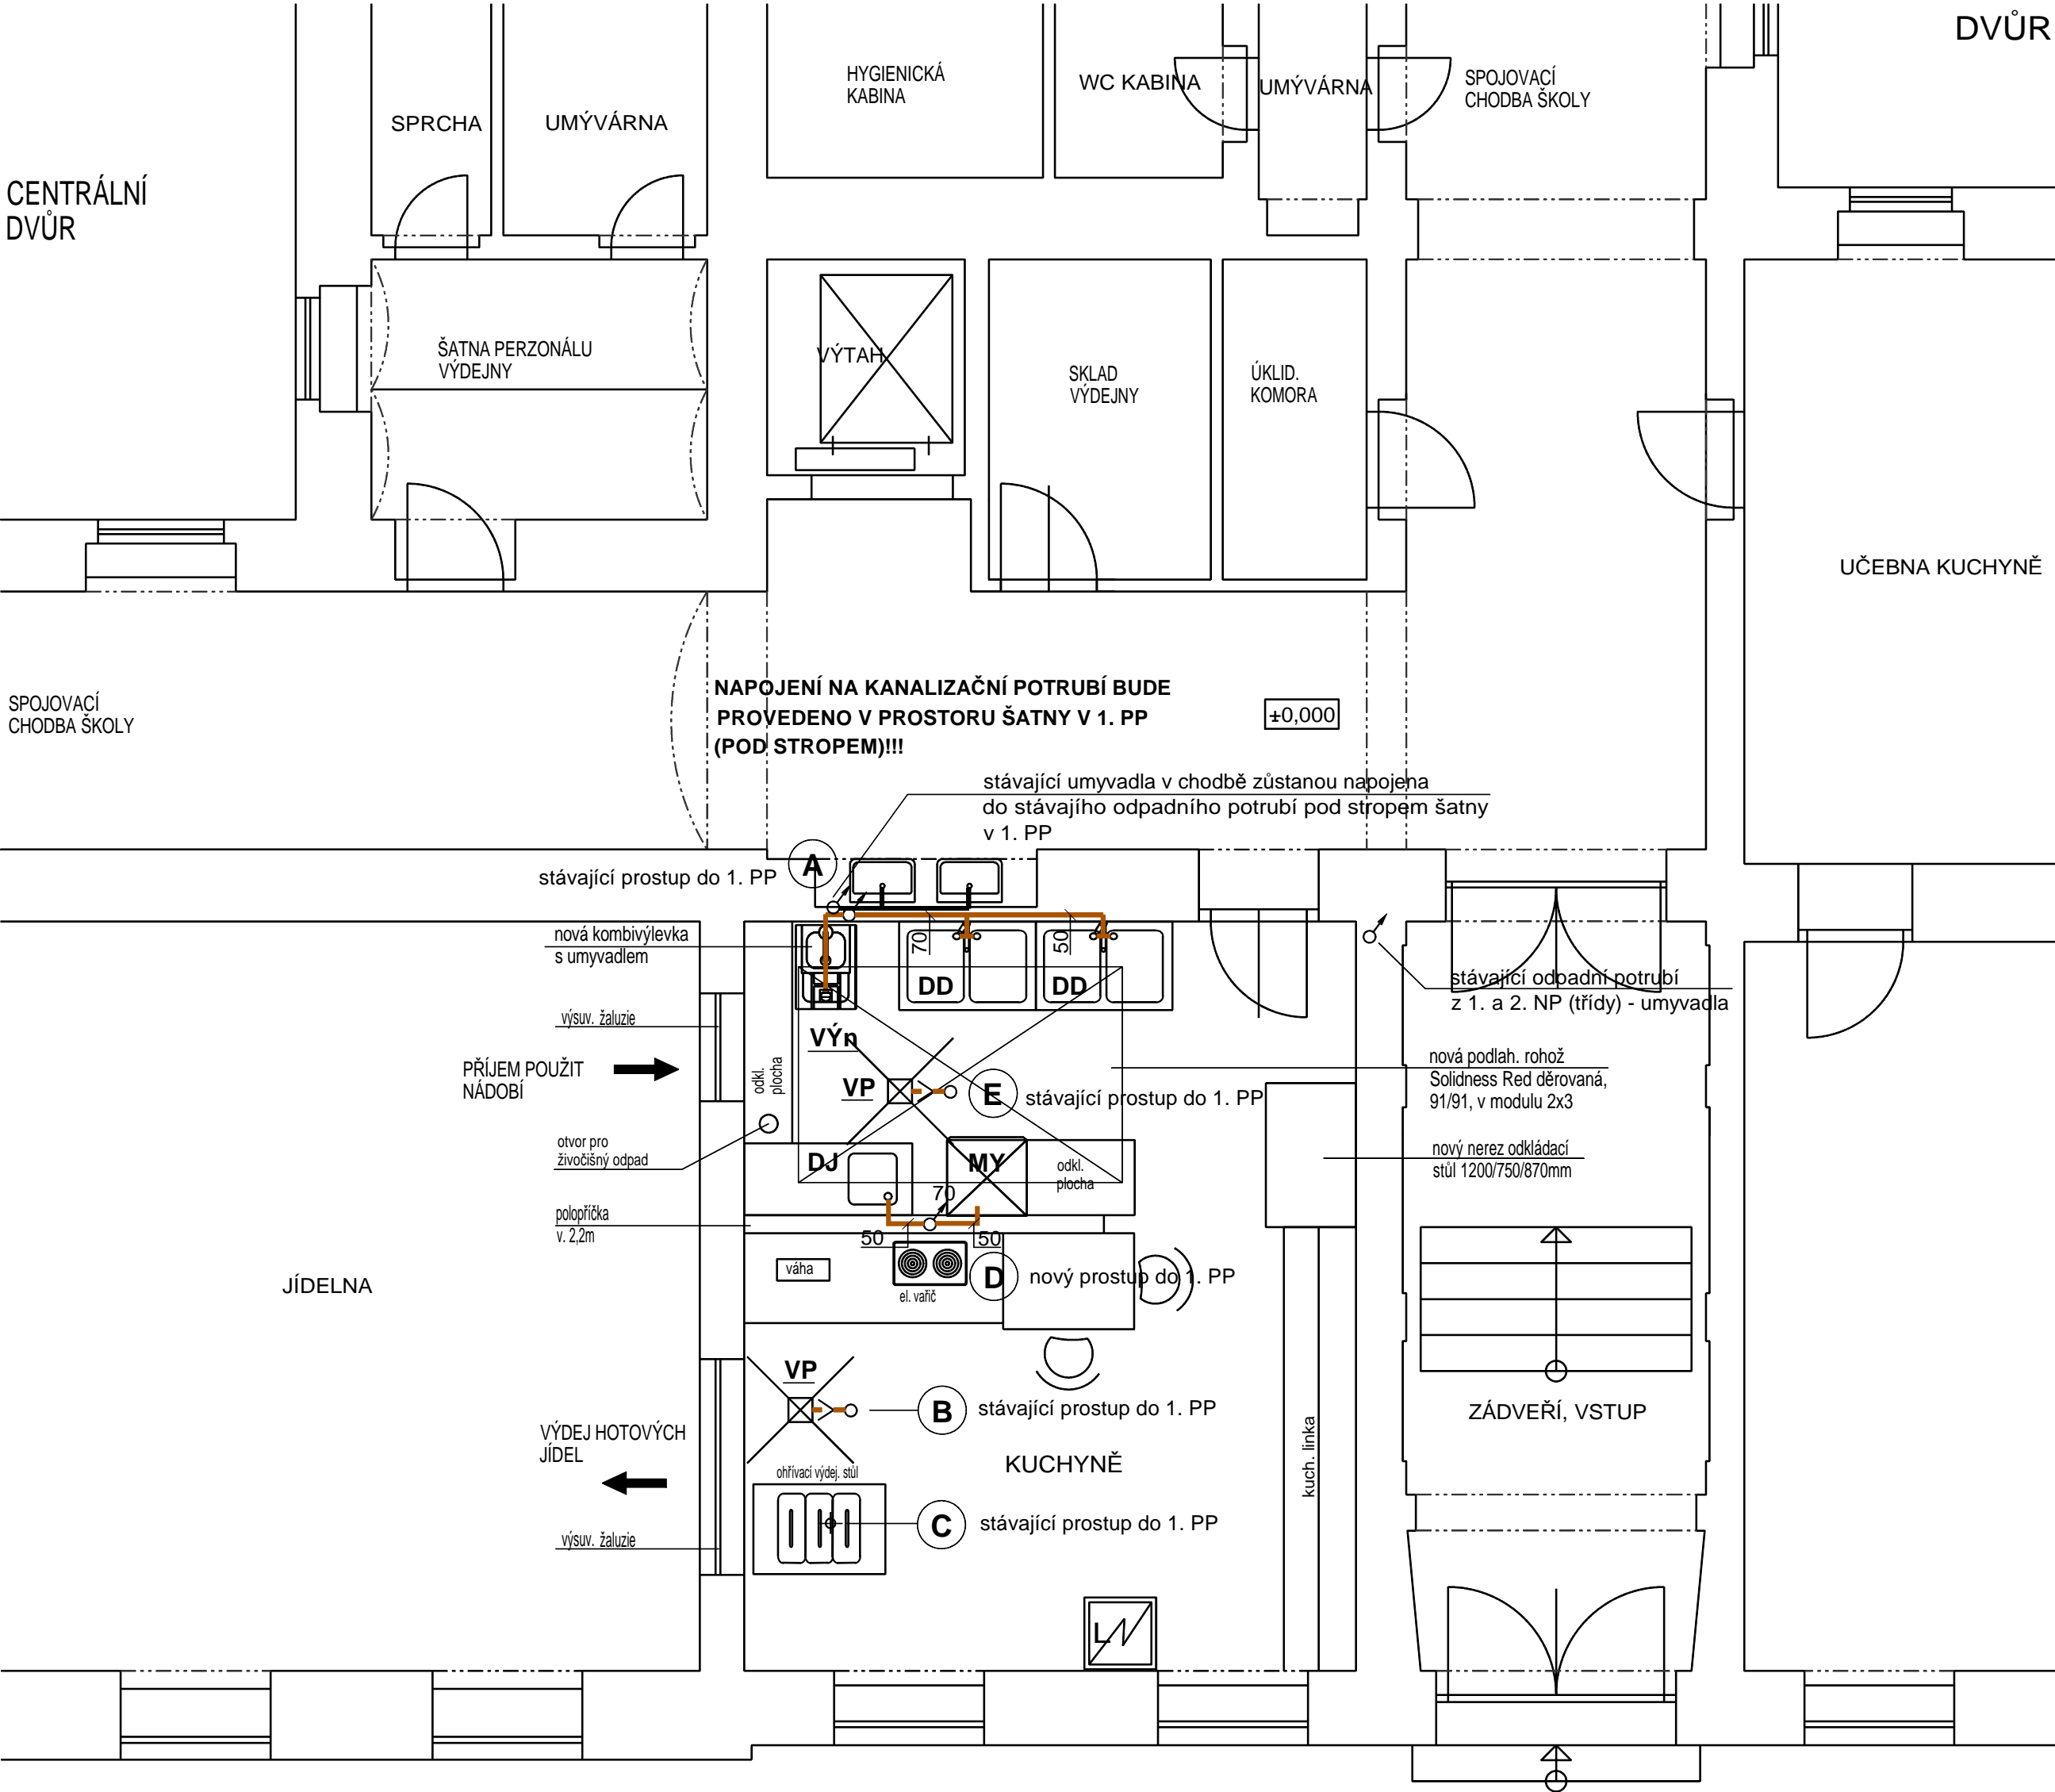 DVŮR
HYGIENICKÁ
KABINA
WC KABINA
UMÝVÁRNA
SPOJOVACÍ
CHODBA ŠKOLY
SPRCHA
UMÝVÁRNA
CENTRÁLNÍ
DVŮR
ŠATNA PERZONÁLU
VÝDEJNY
VÝTAH
SKLAD
VÝDEJNY
ÚKLID.
KOMORA
UČEBNA KUCHYNĚ
SPOJOVACÍ
CHODBA ŠKOLY
NAPOJENÍ NA KANALIZAČNÍ POTRUBÍ BUDE
PROVEDENO V PROSTORU ŠATNY V 1. PP
(POD STROPEM)!!!
±0,000
stávající umyvadla v chodbě zůstanou napojena
do stávajího odpadního potrubí pod stropem šatny
v 1. PP
A
stávající prostup do 1. PP
nová kombivýlevka
s umyvadlem
70
50
DD
DD
stávající odpadní potrubí
z 1. a 2. NP (třídy) - umyvadla
výsuv. žaluzie
VÝn
PŘÍJEM POUŽIT
NÁDOBÍ
odkl.
plocha
VP
E
stávající prostup do 1. PP
nová podlah. rohož
Solidness Red děrovaná,
91/91, v modulu 2x3
otvor pro
živočišný odpad
DJ
MY
odkl.
plocha
nový nerez odkládací
stůl 1200/750/870mm
70
polopříčka
v. 2,2m
50
50
váha
el. vařič
D
nový prostup do 1. PP
JÍDELNA
VP
B
stávající prostup do 1. PP
ZÁDVEŘÍ, VSTUP
VÝDEJ HOTOVÝCH
JÍDEL
KUCHYNĚ
kuch. linka
ohřívací výdej. stůl
C
stávající prostup do 1. PP
výsuv. žaluzie
L